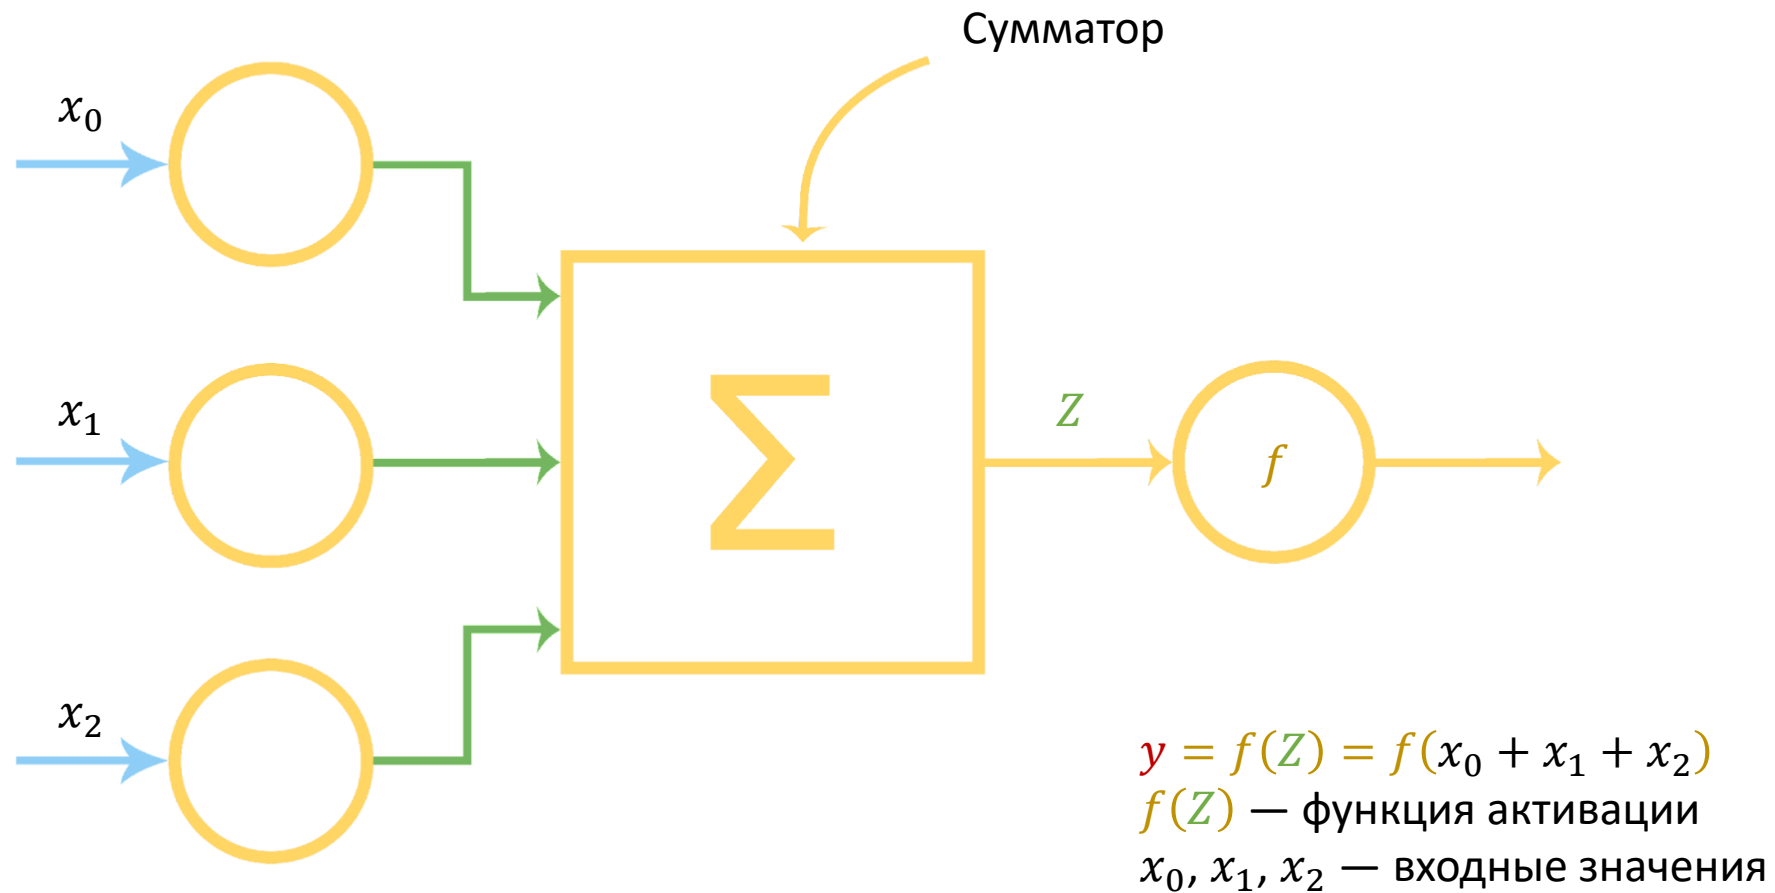 Сумматор
x₀
x₁
Σ
Z
f
x₂
y = f(Z) = f(x₀ + x₁ + x₂)
f(Z) — функция активации
x₀, x₁, x₂ — входные значения